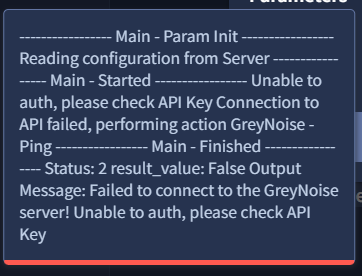 Parameters
----------------- Main - Param Init -----------------
Reading configuration from Server ------------
----- Main - Started ----------------- Unable to
auth, please check API Key Connection to
API failed, performing action GreyNoise -
Ping ----------------- Main - Finished -------------
---- Status: 2 result_value: False Output
Message: Failed to connect to the GreyNoise
server! Unable to auth, please check API
Key